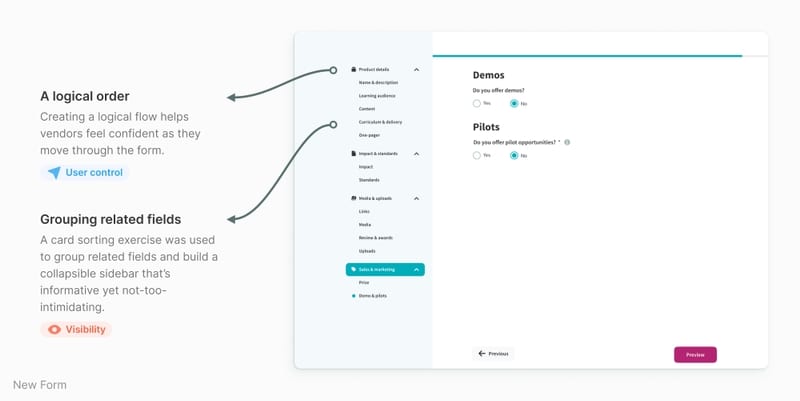 A logical order
Creating a logical flow helps
vendors feel confident as they
move through the form.
User control
Grouping related fields
A card sorting exercise was used
to group related fields and build a
collapsible sidebar that's
informative yet not-too-
intimidating.
Visibility
New Form
Product details
Name & description
Learning audience
Content
Curriculum & delivery
One-pager
Impact & standards
Impact
Standards
Media & uploads
Links
Media
Review & awards
Uploads
Sales & marketing
Price
Demo & pilots
Demos
Do you offer demos?
Yes No
Pilots
Do you offer pilot opportunities? *
Yes No
Previous
Preview